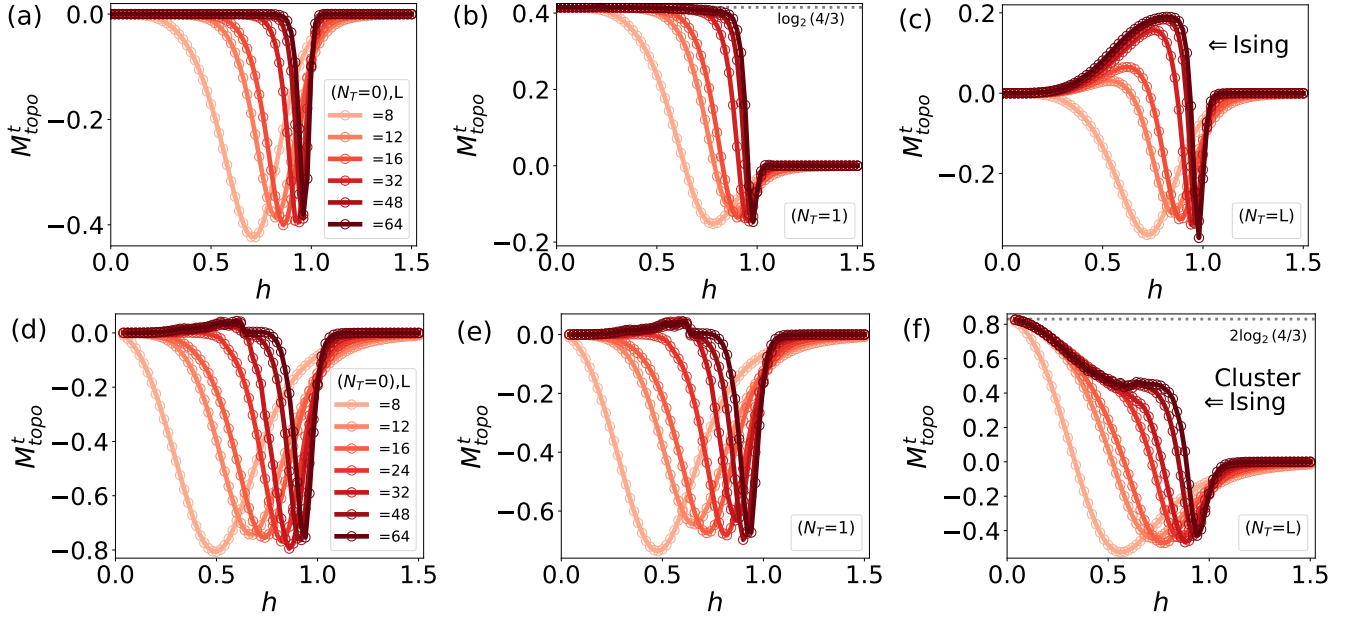 (a)
0.0
−0.2
−0.4
M^t_topo
(N_T=0),L
=8
=12
=16
=32
=48
=64
0.0 0.5 1.0 1.5
h
(b)
0.4
0.2
0.0
−0.2
M^t_topo
log₂(4/3)
(N_T=1)
0.0 0.5 1.0 1.5
h
(c)
0.2
0.0
−0.2
M^t_topo
⇐ Ising
(N_T=L)
0.0 0.5 1.0 1.5
h
(d)
0.0
−0.2
−0.4
−0.6
−0.8
M^t_topo
(N_T=0),L
=8
=12
=16
=24
=32
=48
=64
0.0 0.5 1.0 1.5
h
(e)
0.0
−0.2
−0.4
−0.6
M^t_topo
(N_T=1)
0.0 0.5 1.0 1.5
h
(f)
0.8
0.6
0.4
0.2
0.0
−0.2
−0.4
M^t_topo
2log₂(4/3)
Cluster
⇐ Ising
(N_T=L)
0.0 0.5 1.0 1.5
h